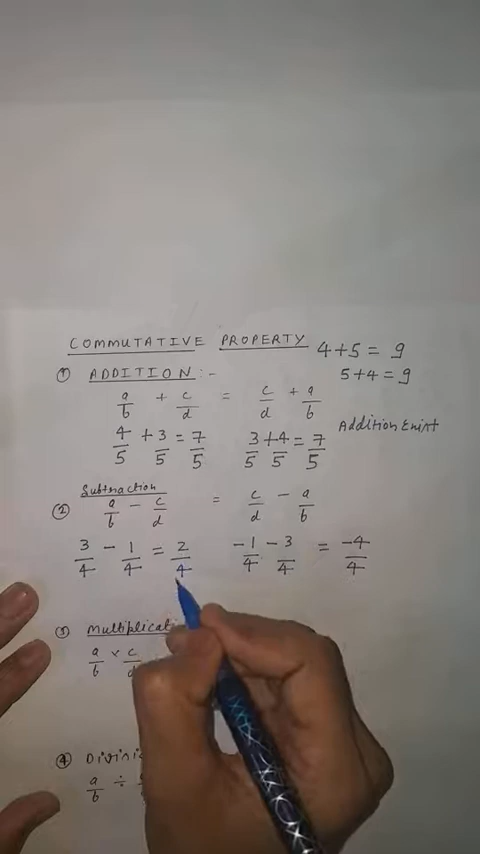 COMMUTATIVE PROPERTY
4+5 = 9
5+4 = 9
① ADDITION :-
a/b + c/d = c/d + a/b
4/5 + 3/5 = 7/5 3/5 + 4/5 = 7/5 Addition Exist
Subtraction
② a/b - c/d = c/d - a/b
3/4 - 1/4 = 2/4 -1/4 - 3/4 = -4/4
③ Multiplicati
a/b × c/d
④
a/b ÷